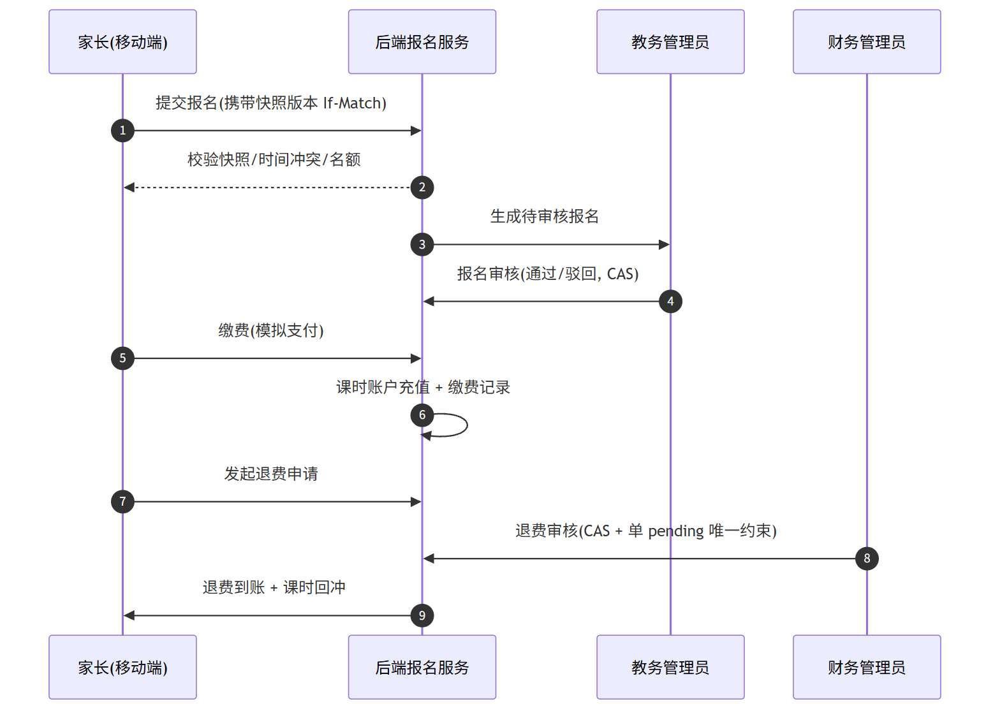 家长(移动端)
后端报名服务
教务管理员
财务管理员
提交报名(携带快照版本 If-Match)
1
校验快照/时间冲突/名额
2
生成待审核报名
3
报名审核(通过/驳回, CAS)
4
缴费(模拟支付)
5
课时账户充值 + 缴费记录
6
发起退费申请
7
退费审核(CAS + 单 pending 唯一约束)
8
退费到账 + 课时回冲
9
家长(移动端)
后端报名服务
教务管理员
财务管理员